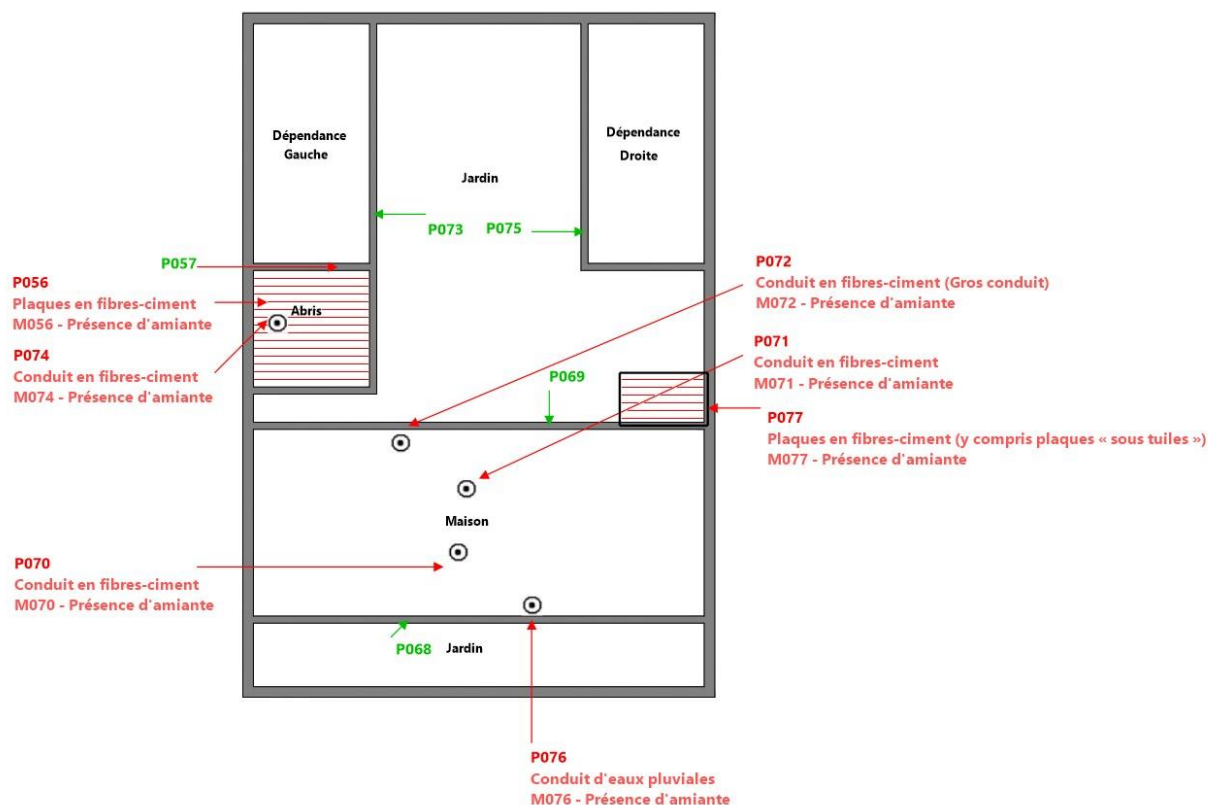 Dépendance
Gauche
Dépendance
Droite
Jardin
P073
P075
P057
P056
Plaques en fibres-ciment
M056 - Présence d'amiante
Abris
P074
Conduit en fibres-ciment
M074 - Présence d'amiante
P072
Conduit en fibres-ciment (Gros conduit)
M072 - Présence d'amiante
P071
Conduit en fibres-ciment
M071 - Présence d'amiante
P069
P077
Plaques en fibres-ciment (y compris plaques « sous tuiles »)
M077 - Présence d'amiante
Maison
P070
Conduit en fibres-ciment
M070 - Présence d'amiante
P068
Jardin
P076
Conduit d'eaux pluviales
M076 - Présence d'amiante